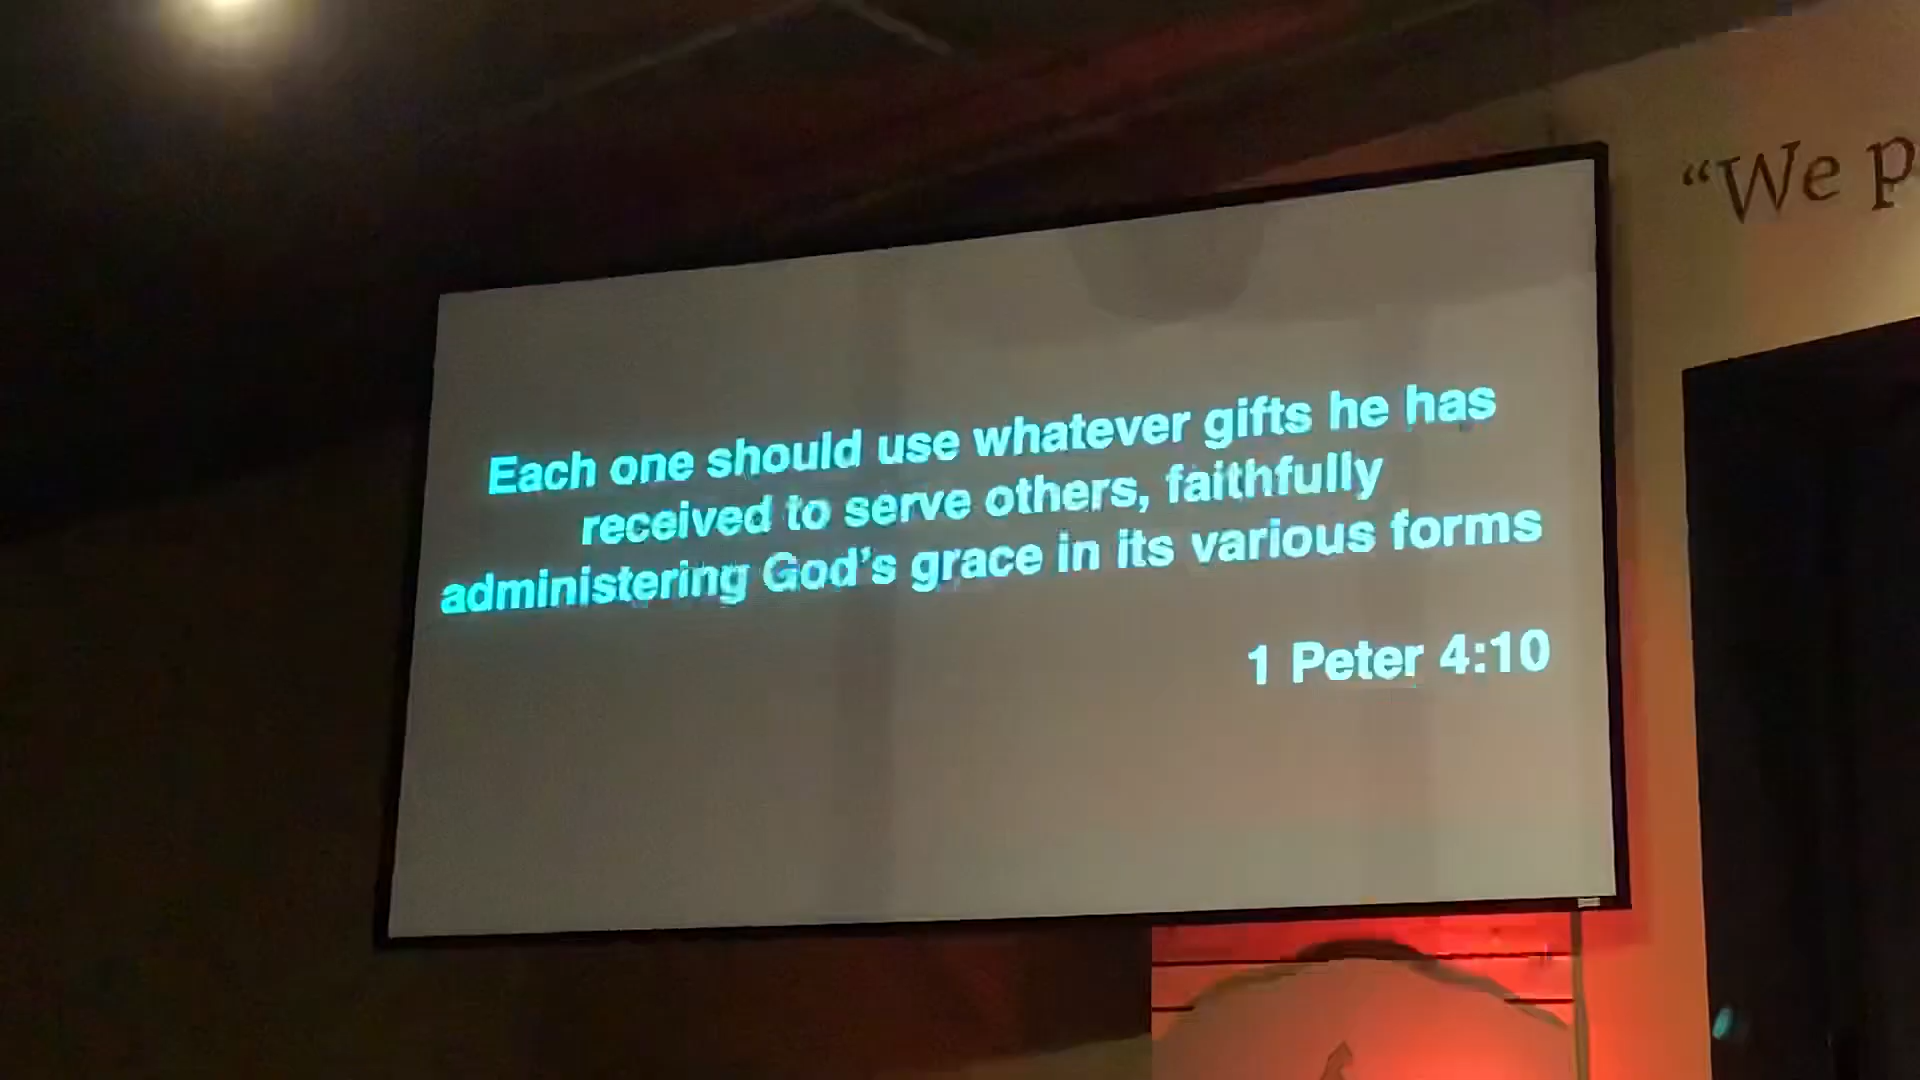 "We
Each one should use whatever gifts he has
received to serve others, faithfully
administering God's grace in its various forms
1 Peter 4:10